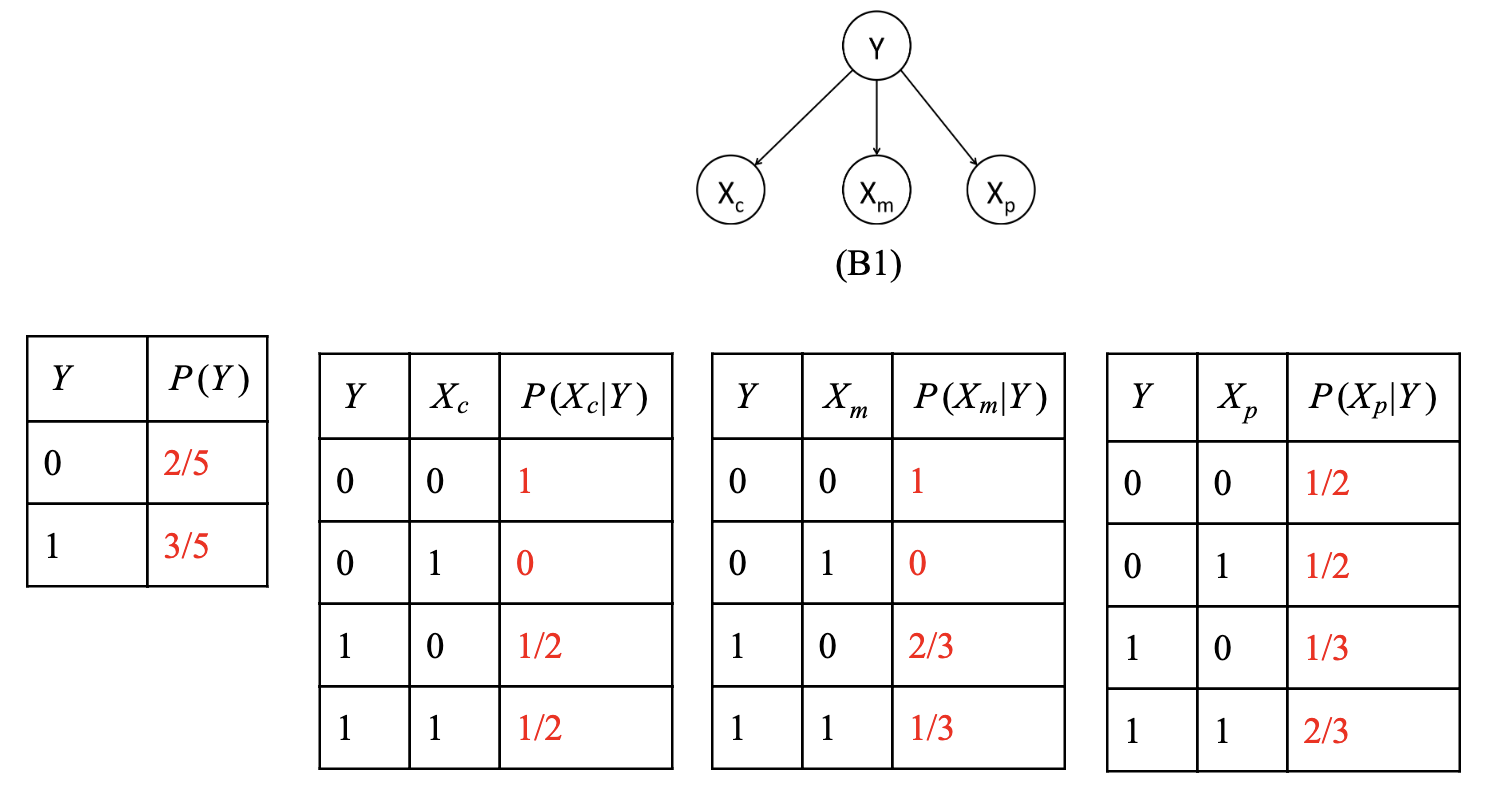 Y
X_c X_m X_p
(B1)
Y P(Y)
0 2/5
1 3/5
Y X_c P(X_c|Y)
0 0 1
0 1 0
1 0 1/2
1 1 1/2
Y X_m P(X_m|Y)
0 0 1
0 1 0
1 0 2/3
1 1 1/3
Y X_p P(X_p|Y)
0 0 1/2
0 1 1/2
1 0 1/3
1 1 2/3